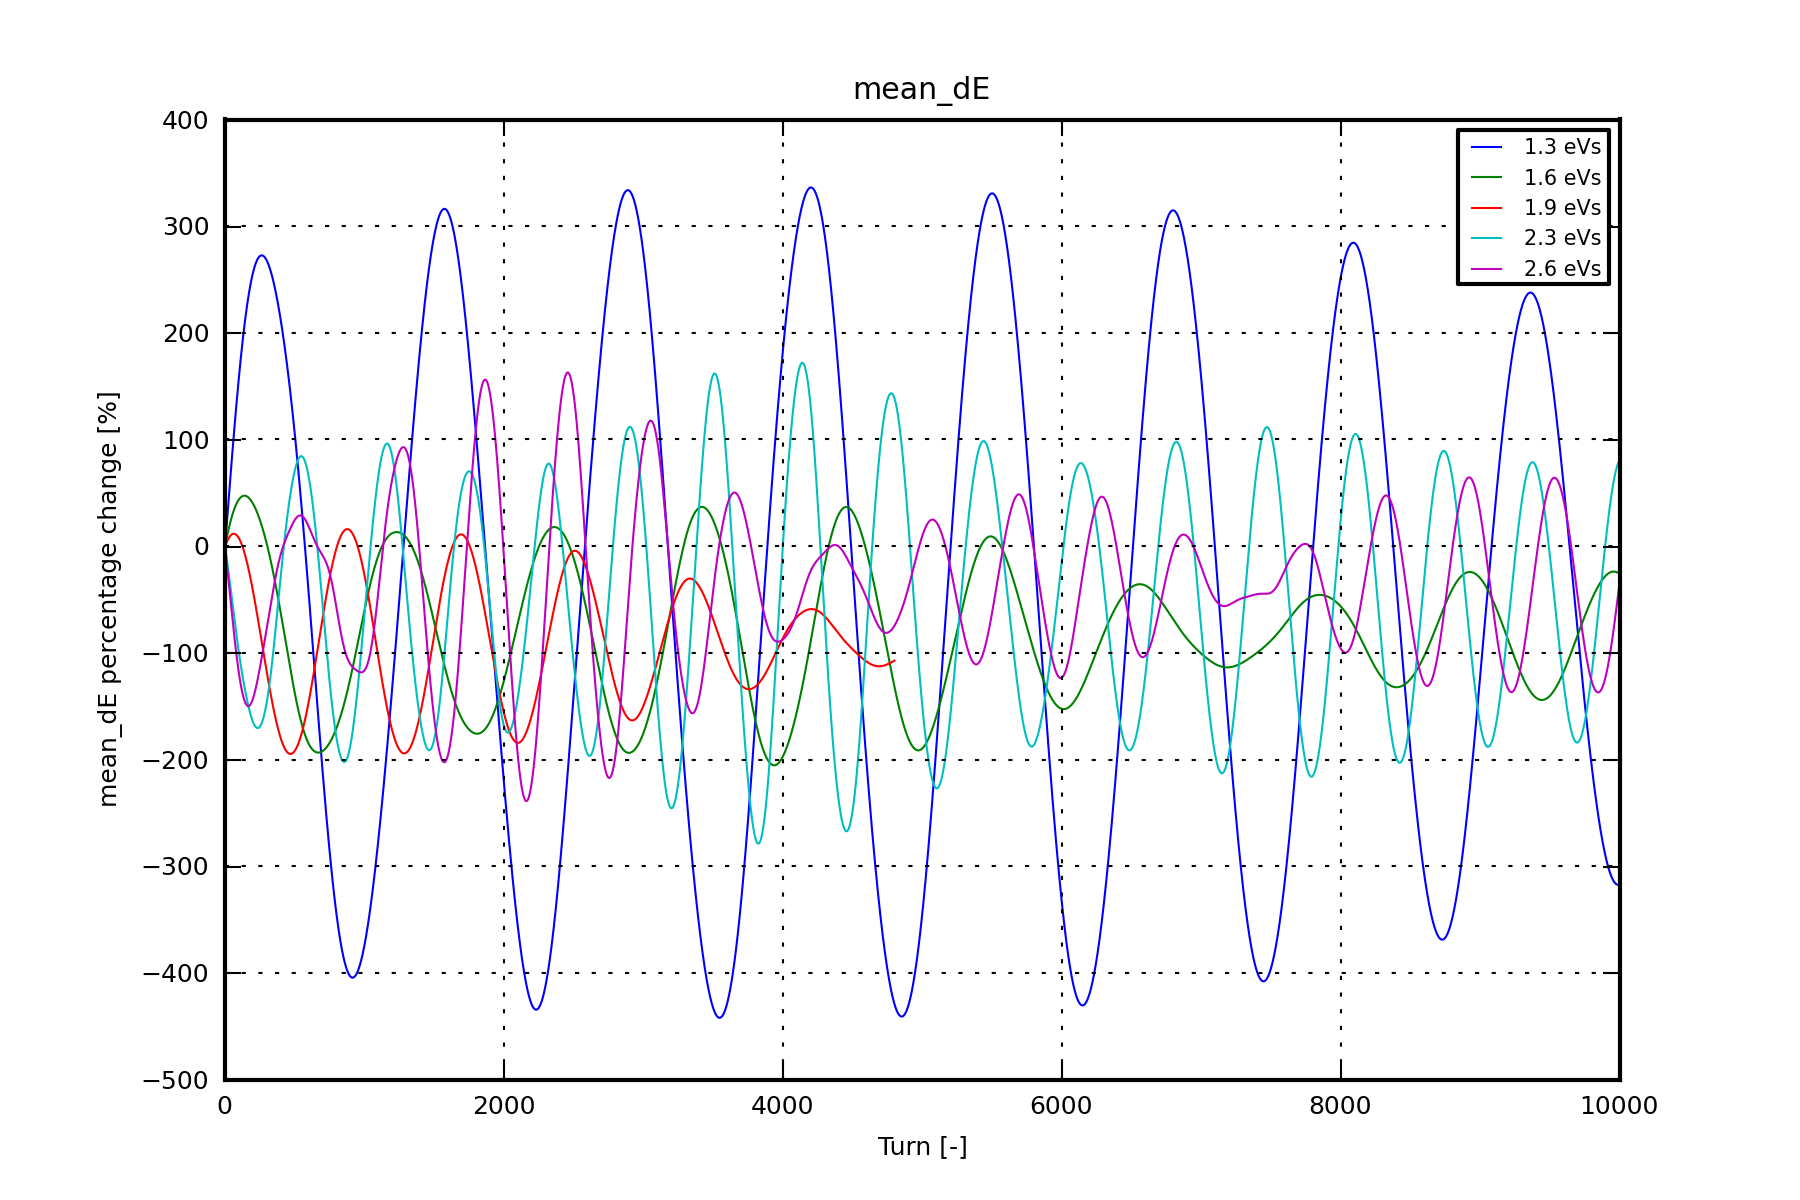 mean_dE
400
300
200
100
0
−100
−200
−300
−400
−500
mean_dE percentage change [%]
1.3 eVs
1.6 eVs
1.9 eVs
2.3 eVs
2.6 eVs
0 2000 4000 6000 8000 10000
Turn [-]